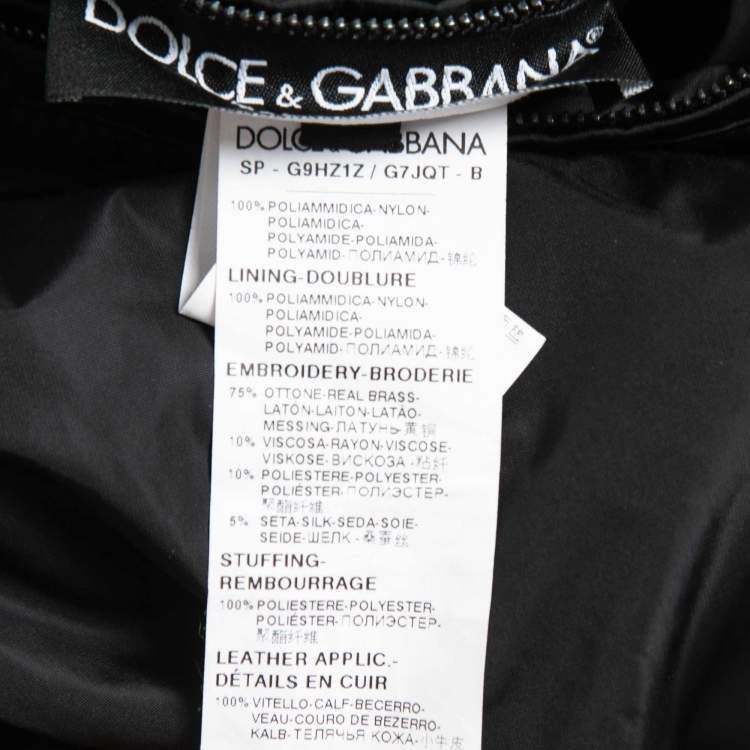 DOLCE & GABBANA
DOLCE & GABBANA
SP - G9HZ1Z / G7JQT - B
100% POLIAMMIDICA-NYLON-
POLIAMIDICA-
POLYAMIDE-POLIAMIDA-
POLYAMID-ПОЛИАМИД-锦纶
LINING-DOUBLURE
100% POLIAMMIDICA-NYLON-
POLIAMIDICA-
POLYAMIDE-POLIAMIDA-
POLYAMID-ПОЛИАМИД-锦纶
EMBROIDERY-BRODERIE
75% OTTONE-REAL BRASS-
LATÓN-LAITON-LATÃO-
MESSING-ЛАТУНЬ-黄铜
10% VISCOSA-RAYON-VISCOSE-
VISKOSE-ВИСКОЗА -粘纤
10% POLIESTERE-POLYESTER-
POLIÉSTER-ПОЛИЭСТЕР-
聚酯纤维
5% SETA-SILK-SEDA-SOIE-
SEIDE-ШЕЛК - 桑蚕丝
STUFFING-
REMBOURRAGE
100% POLIESTERE-POLYESTER-
POLIÉSTER-ПОЛИЭСТЕР-
聚酯纤维
LEATHER APPLIC.-
DÉTAILS EN CUIR
100% VITELLO-CALF-BECERRO-
VEAU-COURO DE BEZERRO-
KALB-ТЕЛЯЧЬЯ КОЖА-小牛皮